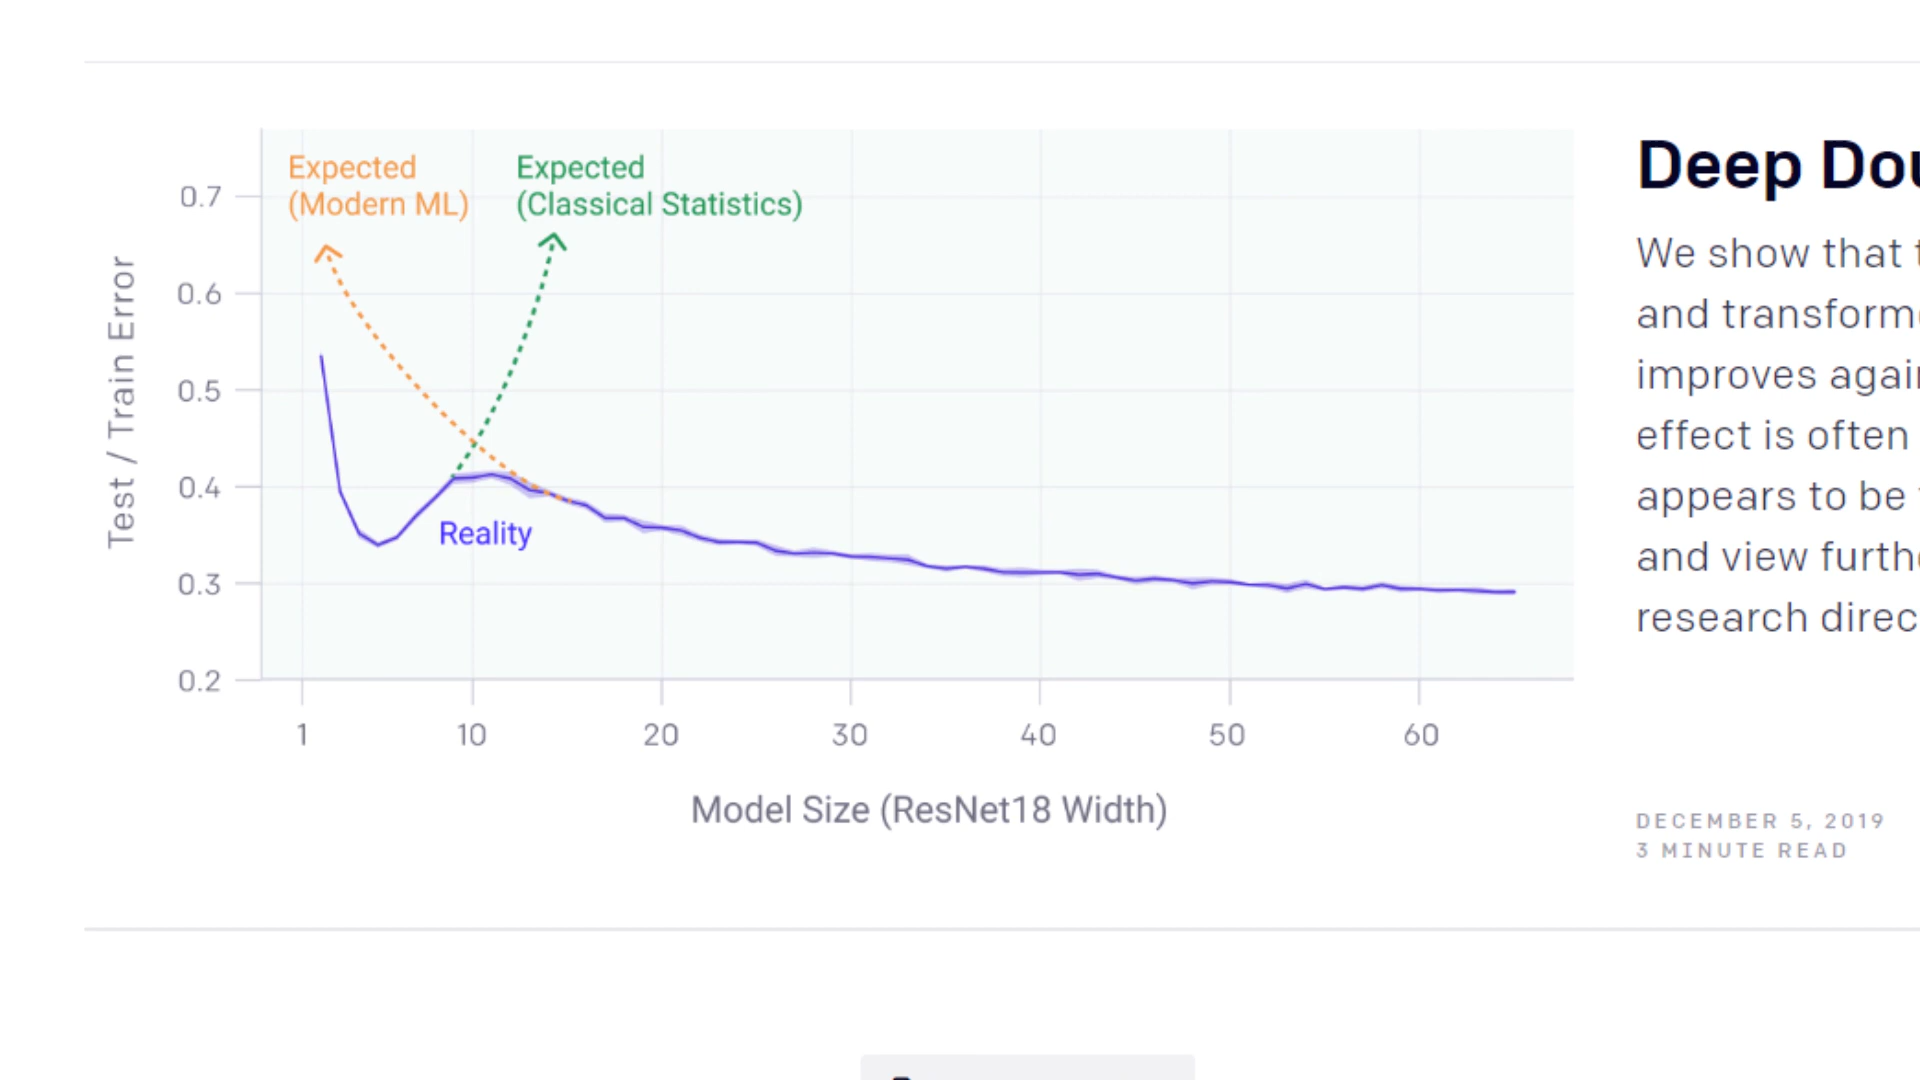 Expected
(Modern ML)
Expected
(Classical Statistics)
0.7
0.6
0.5
0.4
0.3
0.2
Test / Train Error
Reality
1 10 20 30 40 50 60
Model Size (ResNet18 Width)
Deep Dou
We show that t
and transform
improves agai
effect is often
appears to be
and view furth
research direc
DECEMBER 5, 2019
3 MINUTE READ